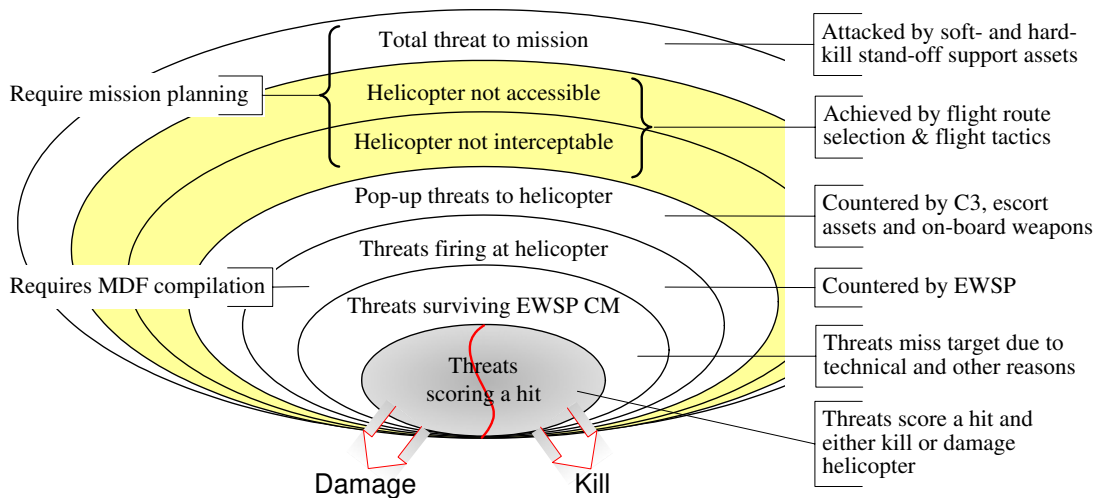 Total threat to mission
Helicopter not accessible
Helicopter not interceptable
Pop-up threats to helicopter
Threats firing at helicopter
Threats surviving EWSP CM
Threats
scoring a hit
Damage
Kill
Require mission planning
Requires MDF compilation
Attacked by soft- and hard-
kill stand-off support assets
Achieved by flight route
selection & flight tactics
Countered by C3, escort
assets and on-board weapons
Countered by EWSP
Threats miss target due to
technical and other reasons
Threats score a hit and
either kill or damage
helicopter